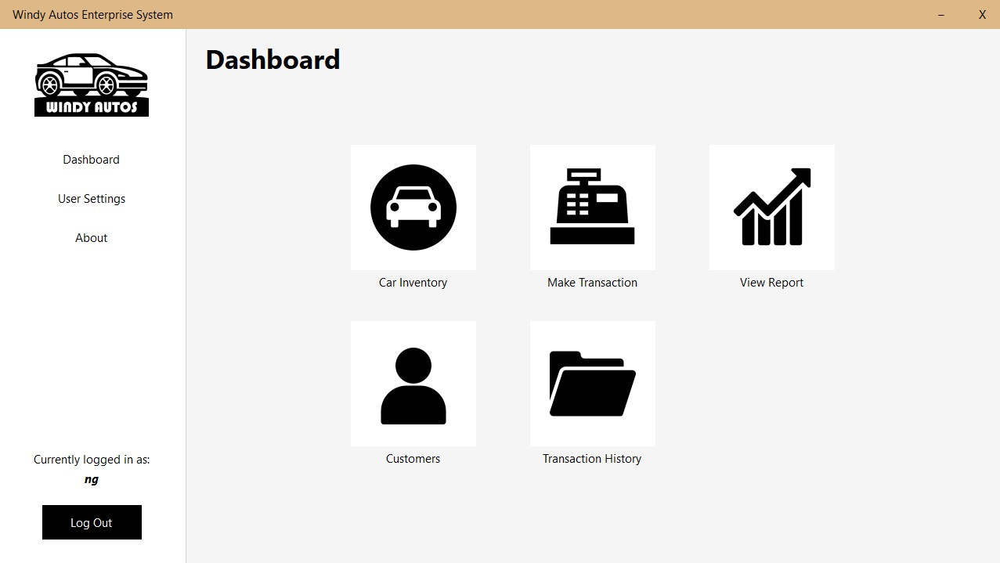 Windy Autos Enterprise System
–
X
WINDY AUTOS
Dashboard
User Settings
About
Currently logged in as:
ng
Log Out
Dashboard
Car Inventory
Make Transaction
View Report
Customers
Transaction History